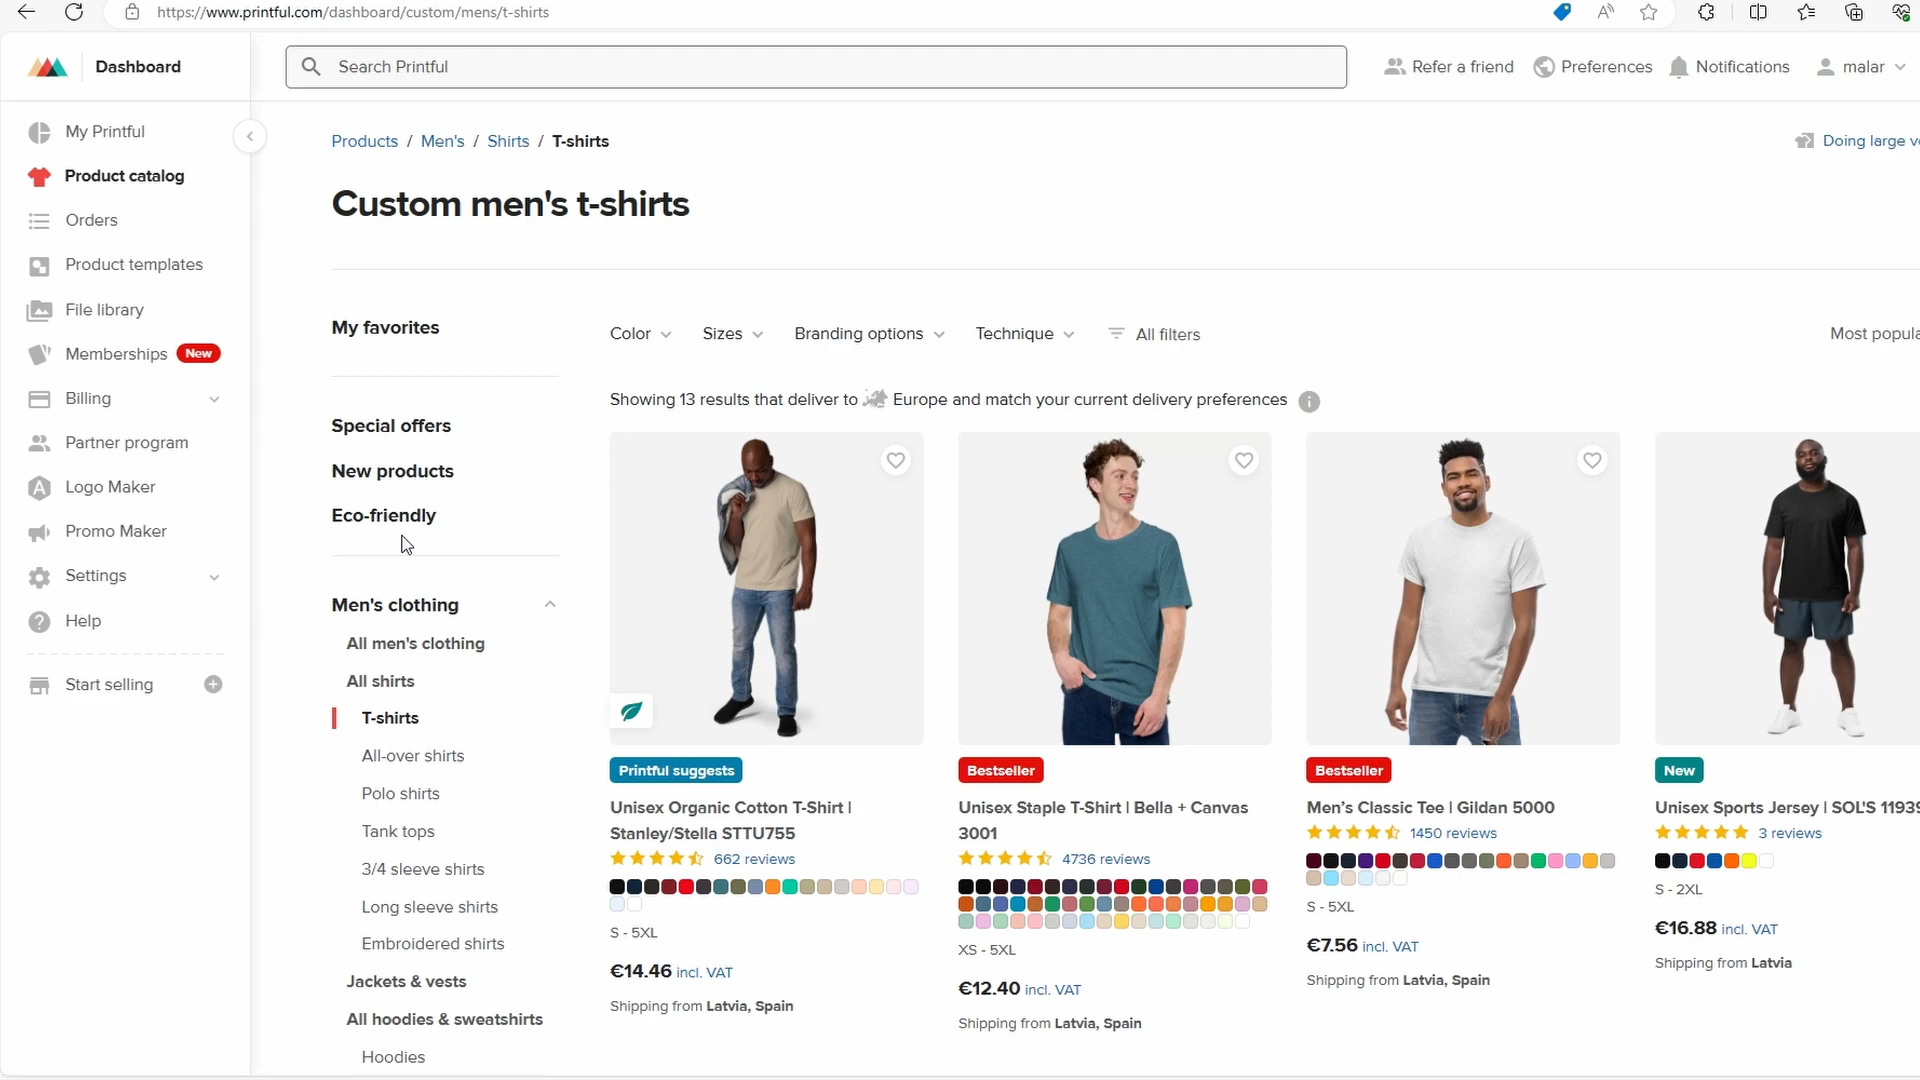 https://www.printful.com/dashboard/custom/mens/t-shirts
Dashboard
Search Printful
Refer a friend
Preferences
Notifications
malar
My Printful
Product catalog
Orders
Product templates
File library
Memberships New
Billing
Partner program
Logo Maker
Promo Maker
Settings
Help
Start selling
Products / Men's / Shirts / T-shirts
Doing large vo
Custom men's t-shirts
My favorites
Special offers
New products
Eco-friendly
Men's clothing
All men's clothing
All shirts
T-shirts
All-over shirts
Polo shirts
Tank tops
3/4 sleeve shirts
Long sleeve shirts
Embroidered shirts
Jackets & vests
All hoodies & sweatshirts
Hoodies
Color
Sizes
Branding options
Technique
All filters
Most popula
Showing 13 results that deliver to Europe and match your current delivery preferences
Printful suggests
Unisex Organic Cotton T-Shirt |
Stanley/Stella STTU755
662 reviews
S - 5XL
€14.46 incl. VAT
Shipping from Latvia, Spain
Bestseller
Unisex Staple T-Shirt | Bella + Canvas
3001
4736 reviews
XS - 5XL
€12.40 incl. VAT
Shipping from Latvia, Spain
Bestseller
Men’s Classic Tee | Gildan 5000
1450 reviews
S - 5XL
€7.56 incl. VAT
Shipping from Latvia, Spain
New
Unisex Sports Jersey | SOL'S 11939
3 reviews
S - 2XL
€16.88 incl. VAT
Shipping from Latvia